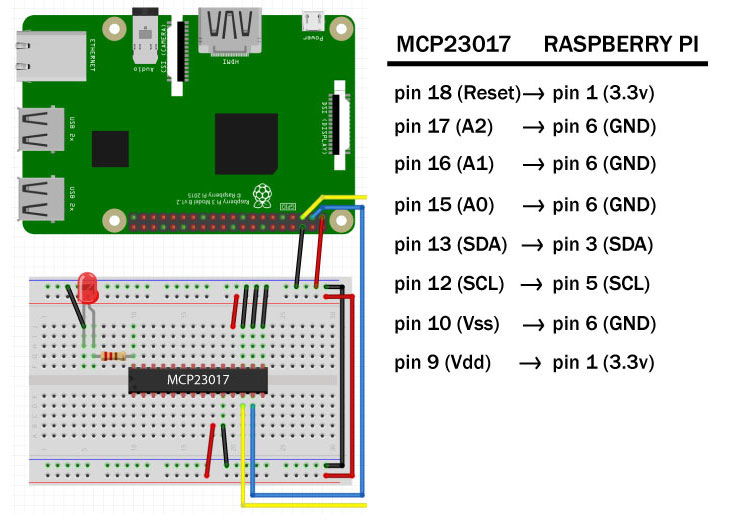 MCP23017 RASPBERRY PI
pin 18 (Reset)→ pin 1 (3.3v)
pin 17 (A2) → pin 6 (GND)
pin 16 (A1) → pin 6 (GND)
pin 15 (A0) → pin 6 (GND)
pin 13 (SDA) → pin 3 (SDA)
pin 12 (SCL) → pin 5 (SCL)
pin 10 (Vss) → pin 6 (GND)
pin 9 (Vdd) → pin 1 (3.3v)
ETHERNET
Audio
CSI (CAMERA)
HDMI
Power
DSI (DISPLAY)
USB 2x
USB 2x
Raspberry Pi 3 Model B v1.2
© Raspberry Pi 2015
GPIO
MCP23017